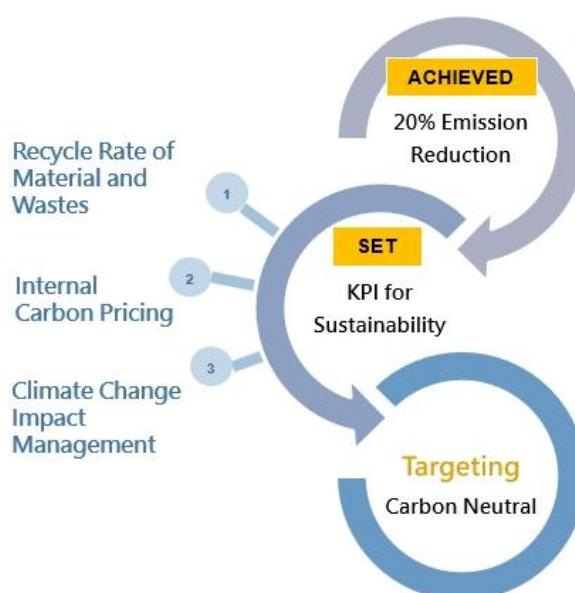 ACHIEVED
20% Emission
Reduction
Recycle Rate of
Material and
Wastes
1
SET
KPI for
Sustainability
2
Internal
Carbon Pricing
3
Climate Change
Impact
Management
Targeting
Carbon Neutral